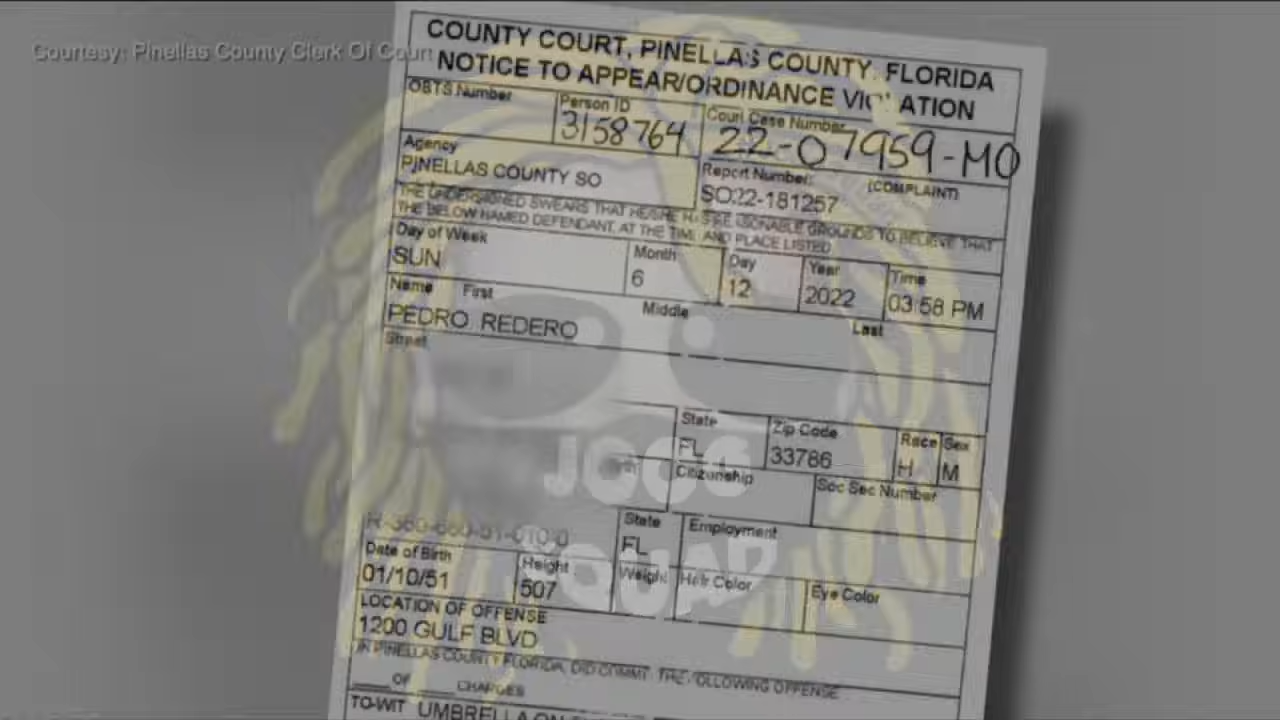 Courtesy: Pinellas County Clerk Of Court
COUNTY COURT, PINELLAS COUNTY, FLORIDA
NOTICE TO APPEAR/ORDINANCE VIO ATION
OBTS Number Person ID Court Case Number
3158764 22-07959-MO
Agency Report Number: (COMPLAINT)
PINELLAS COUNTY SO SO22-181257
THE UNDERSIGNED SWEARS THAT HE/SHE GROUNDS TO BELIEVE THAT
THE BELOW NAMED DEFENDANT, AT THE TIME AND PLACE LISTED
Day of Week Month Day Year Time
SUN 6 12 2022 03:58 PM
Name First Middle Last
PEDRO REDERO
Street
State Zip Code Race Sex
FL 33786 H M
Citizenship Soc Sec Number
State Employment
FL
Date of Birth Height Weight Hair Color Eye Color
01/10/51 507
LOCATION OF OFFENSE
1200 GULF BLVD
IN PINELLAS COUNTY FLORIDA, DID COMMIT THE FOLLOWING OFFENSE
OF CHARGES
TO-WIT UMBRELLA ON
SQUAD